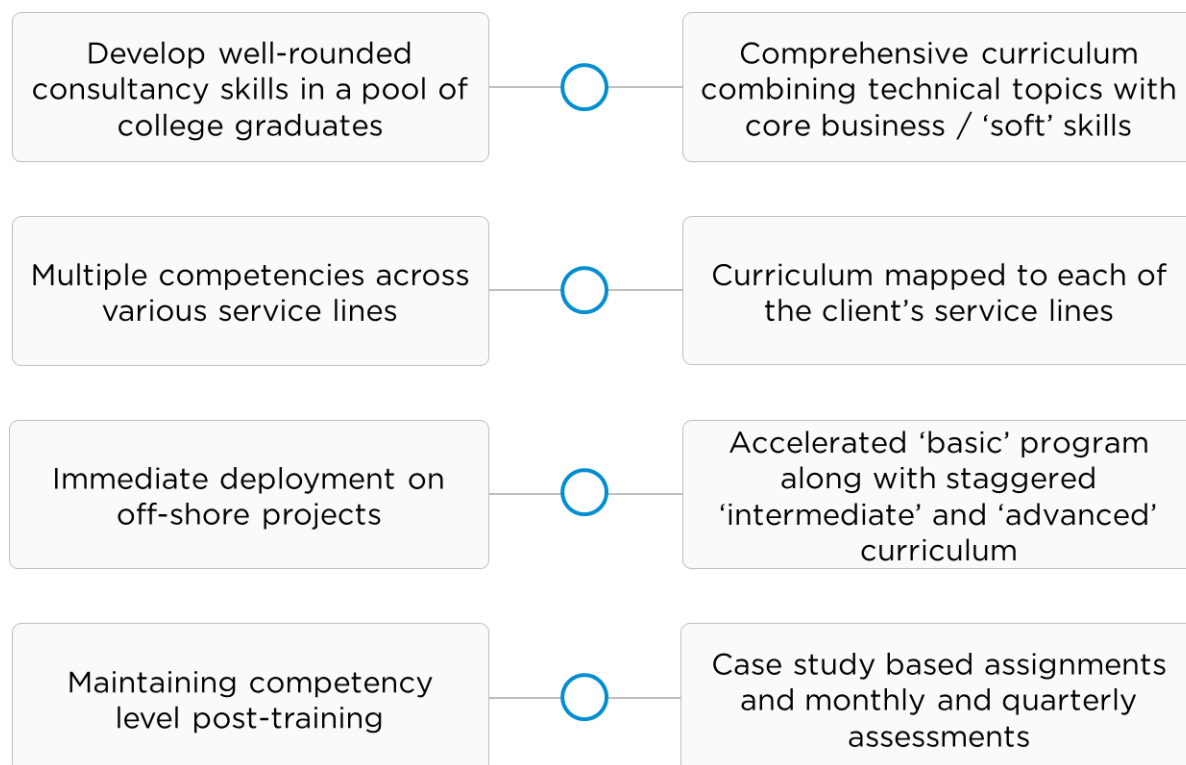 Develop well-rounded
consultancy skills in a pool of
college graduates
Comprehensive curriculum
combining technical topics with
core business / ‘soft’ skills
Multiple competencies across
various service lines
Curriculum mapped to each of
the client’s service lines
Immediate deployment on
off-shore projects
Accelerated ‘basic’ program
along with staggered
‘intermediate’ and ‘advanced’
curriculum
Maintaining competency
level post-training
Case study based assignments
and monthly and quarterly
assessments